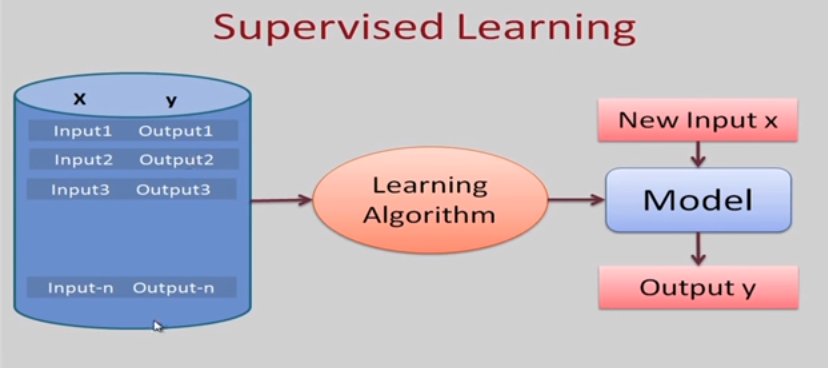 Supervised Learning
X y
Input1 Output1
Input2 Output2
Input3 Output3
Input-n Output-n
Learning
Algorithm
New Input x
Model
Output y